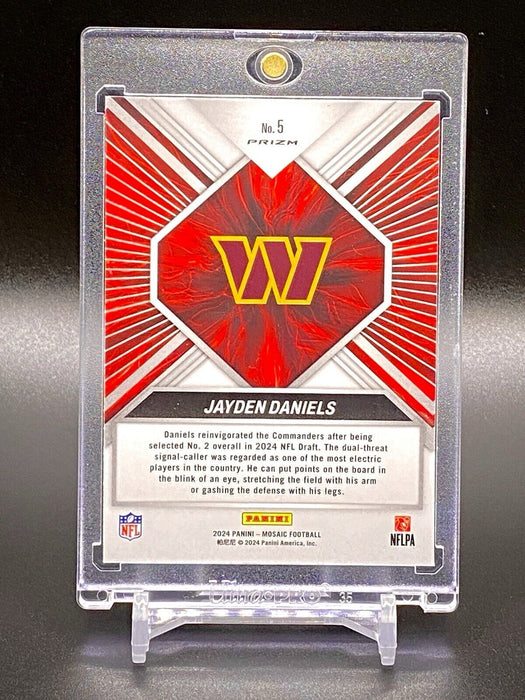 No. 5
PRIZM
W
JAYDEN DANIELS
Daniels reinvigorated the Commanders after being
selected No. 2 overall in 2024 NFL Draft. The dual-threat
signal-caller was regarded as one of the most electric
players in the country. He can put points on the board in
the blink of an eye, stretching the field with his arm
or gashing the defense with his legs.
PANINI
NFL
2024 PANINI – MOSAIC FOOTBALL
帕尼尼 © 2024 Panini America, Inc.
NFLPA
Ultra PRO 35